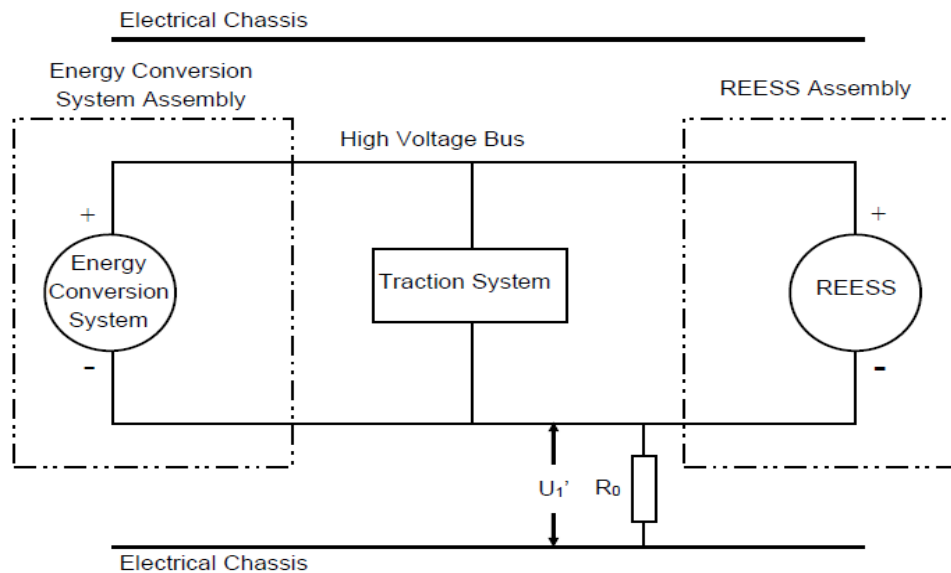 Electrical Chassis
Energy Conversion
System Assembly
REESS Assembly
High Voltage Bus
+
+
Energy
Conversion
System
Traction System
REESS
-
-
U₁’
R₀
Electrical Chassis